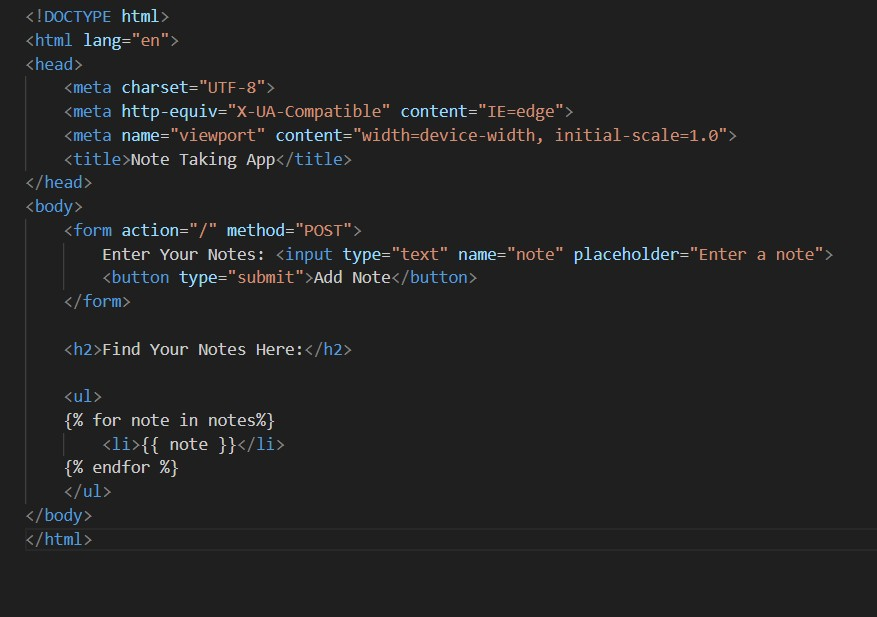 <!DOCTYPE html>
<html lang="en">
<head>
    <meta charset="UTF-8">
    <meta http-equiv="X-UA-Compatible" content="IE=edge">
    <meta name="viewport" content="width=device-width, initial-scale=1.0">
    <title>Note Taking App</title>
</head>
<body>
    <form action="/" method="POST">
        Enter Your Notes: <input type="text" name="note" placeholder="Enter a note">
        <button type="submit">Add Note</button>
    </form>

    <h2>Find Your Notes Here:</h2>

    <ul>
    {% for note in notes%}
        <li>{{ note }}</li>
    {% endfor %}
    </ul>
</body>
</html>